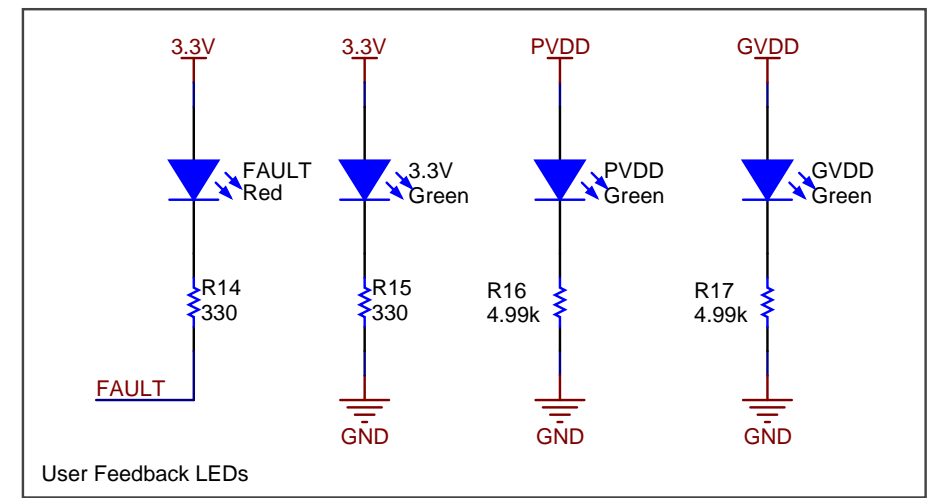 3.3V
3.3V
PVDD
GVDD
FAULT
Red
3.3V
Green
PVDD
Green
GVDD
Green
R14
330
R15
330
R16
4.99k
R17
4.99k
FAULT
GND
GND
GND
User Feedback LEDs